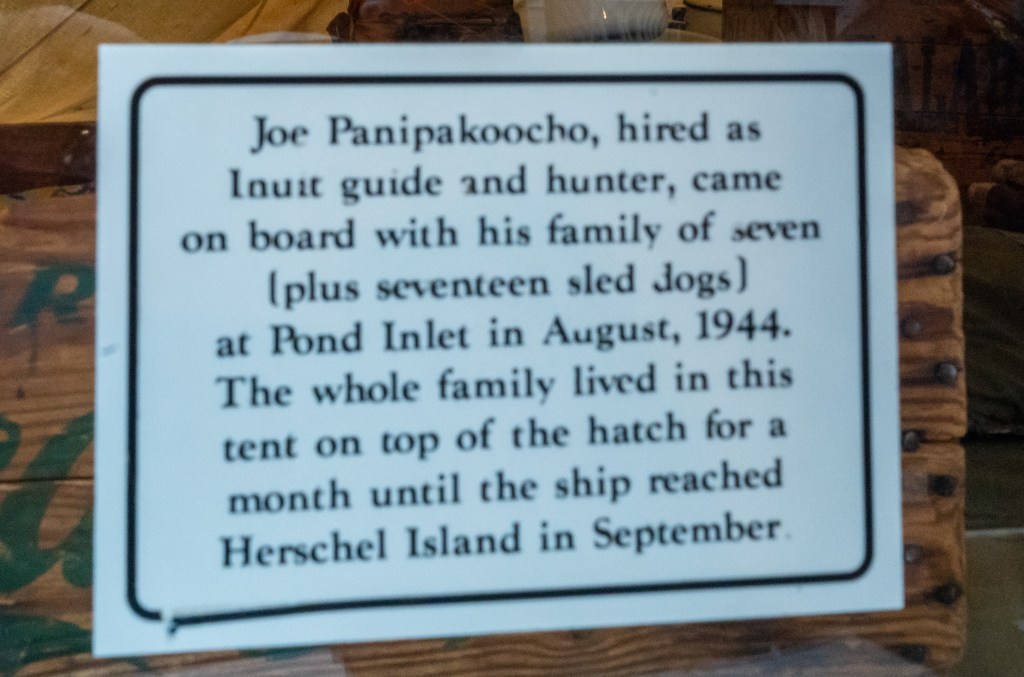 Joe Panipakoocho, hired as
Inuit guide and hunter, came
on board with his family of seven
(plus seventeen sled dogs)
at Pond Inlet in August, 1944.
The whole family lived in this
tent on top of the hatch for a
month until the ship reached
Herschel Island in September.